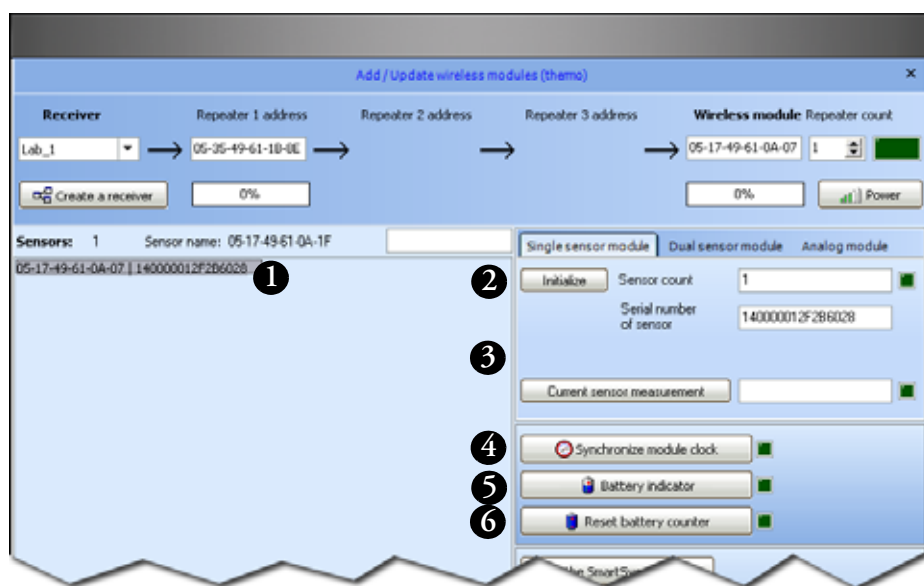 Add / Update wireless modules (thermo)
Receiver Repeater 1 address Repeater 2 address Repeater 3 address Wireless module Repeater count
Lab_1 05-35-49-61-1B-8E 05-17-49-61-0A-07 1
Create a receiver 0% 0% Power
Sensors: 1 Sensor name: 05-17-49-61-0A-1F
Single sensor module Dual sensor module Analog module
05-17-49-61-0A-07 | 140000012F2B6028 1
2 Initialize Sensor count 1
Serial number
of sensor 140000012F2B6028
3
Current sensor measurement
4 Synchronize module clock
5 Battery indicator
6 Reset battery counter
the